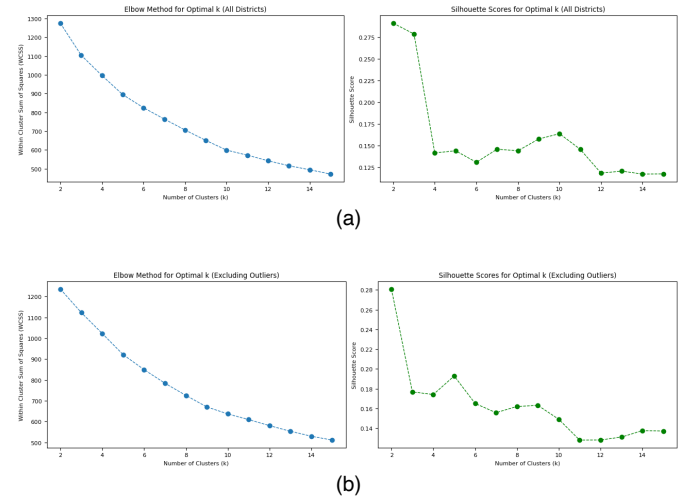 Elbow Method for Optimal k (All Districts)
Within Cluster Sum of Squares (WCSS)
1300
1200
1100
1000
900
800
700
600
500
2 4 6 8 10 12 14
Number of Clusters (k)
Silhouette Scores for Optimal k (All Districts)
Silhouette Score
0.275
0.250
0.225
0.200
0.175
0.150
0.125
2 4 6 8 10 12 14
Number of Clusters (k)
(a)
Elbow Method for Optimal k (Excluding Outliers)
Within Cluster Sum of Squares (WCSS)
1200
1100
1000
900
800
700
600
500
2 4 6 8 10 12 14
Number of Clusters (k)
Silhouette Scores for Optimal k (Excluding Outliers)
Silhouette Score
0.28
0.26
0.24
0.22
0.20
0.18
0.16
0.14
2 4 6 8 10 12 14
Number of Clusters (k)
(b)